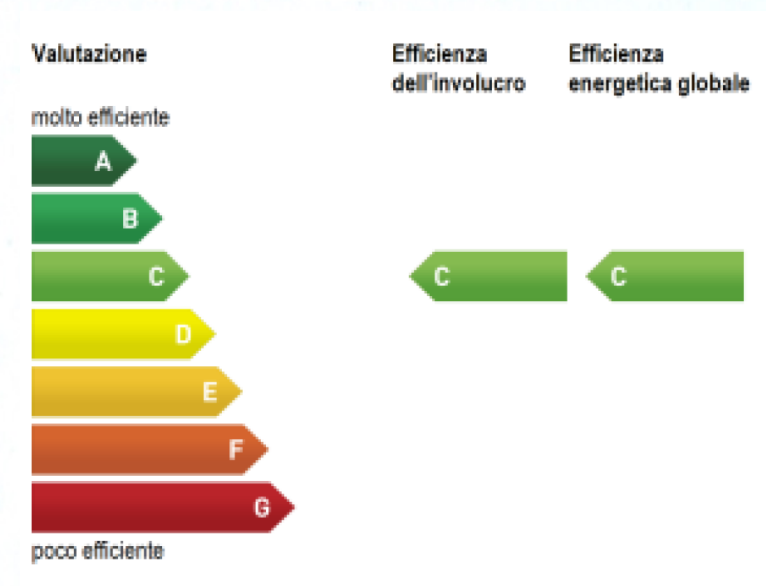 Valutazione
Efficienza
dell'involucro
Efficienza
energetica globale
molto efficiente
A
B
C
C
C
D
E
F
G
poco efficiente